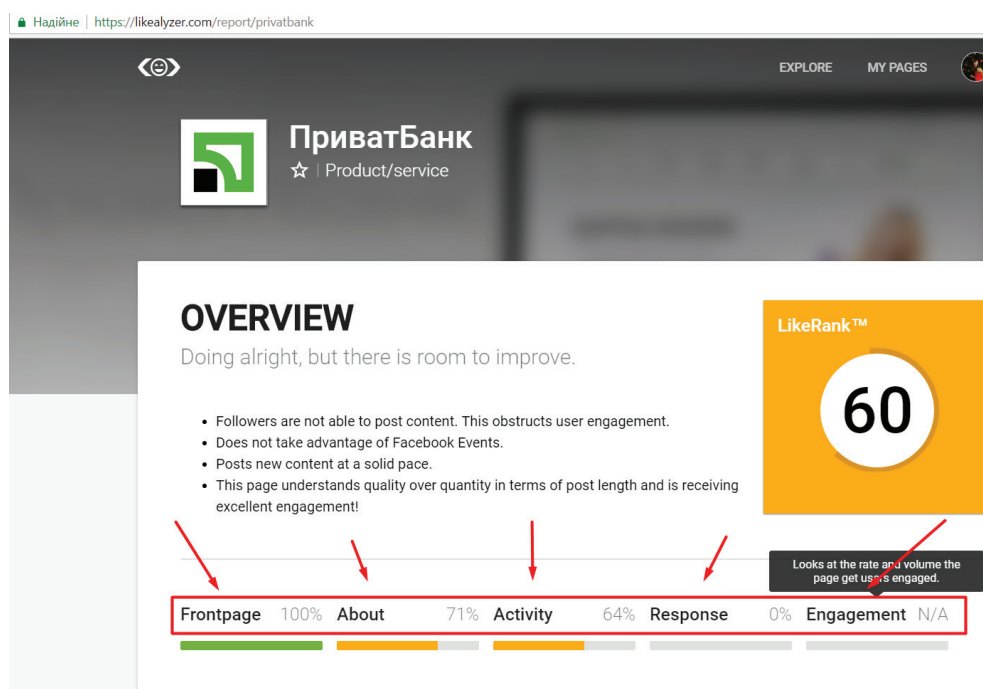 Надійне | https://likealyzer.com/report/privatbank
EXPLORE MY PAGES
ПриватБанк
Product/service
OVERVIEW
Doing alright, but there is room to improve.
LikeRank™
60
• Followers are not able to post content. This obstructs user engagement.
• Does not take advantage of Facebook Events.
• Posts new content at a solid pace.
• This page understands quality over quantity in terms of post length and is receiving
excellent engagement!
Looks at the rate and volume the
page get users engaged.
Frontpage 100% About 71% Activity 64% Response 0% Engagement N/A